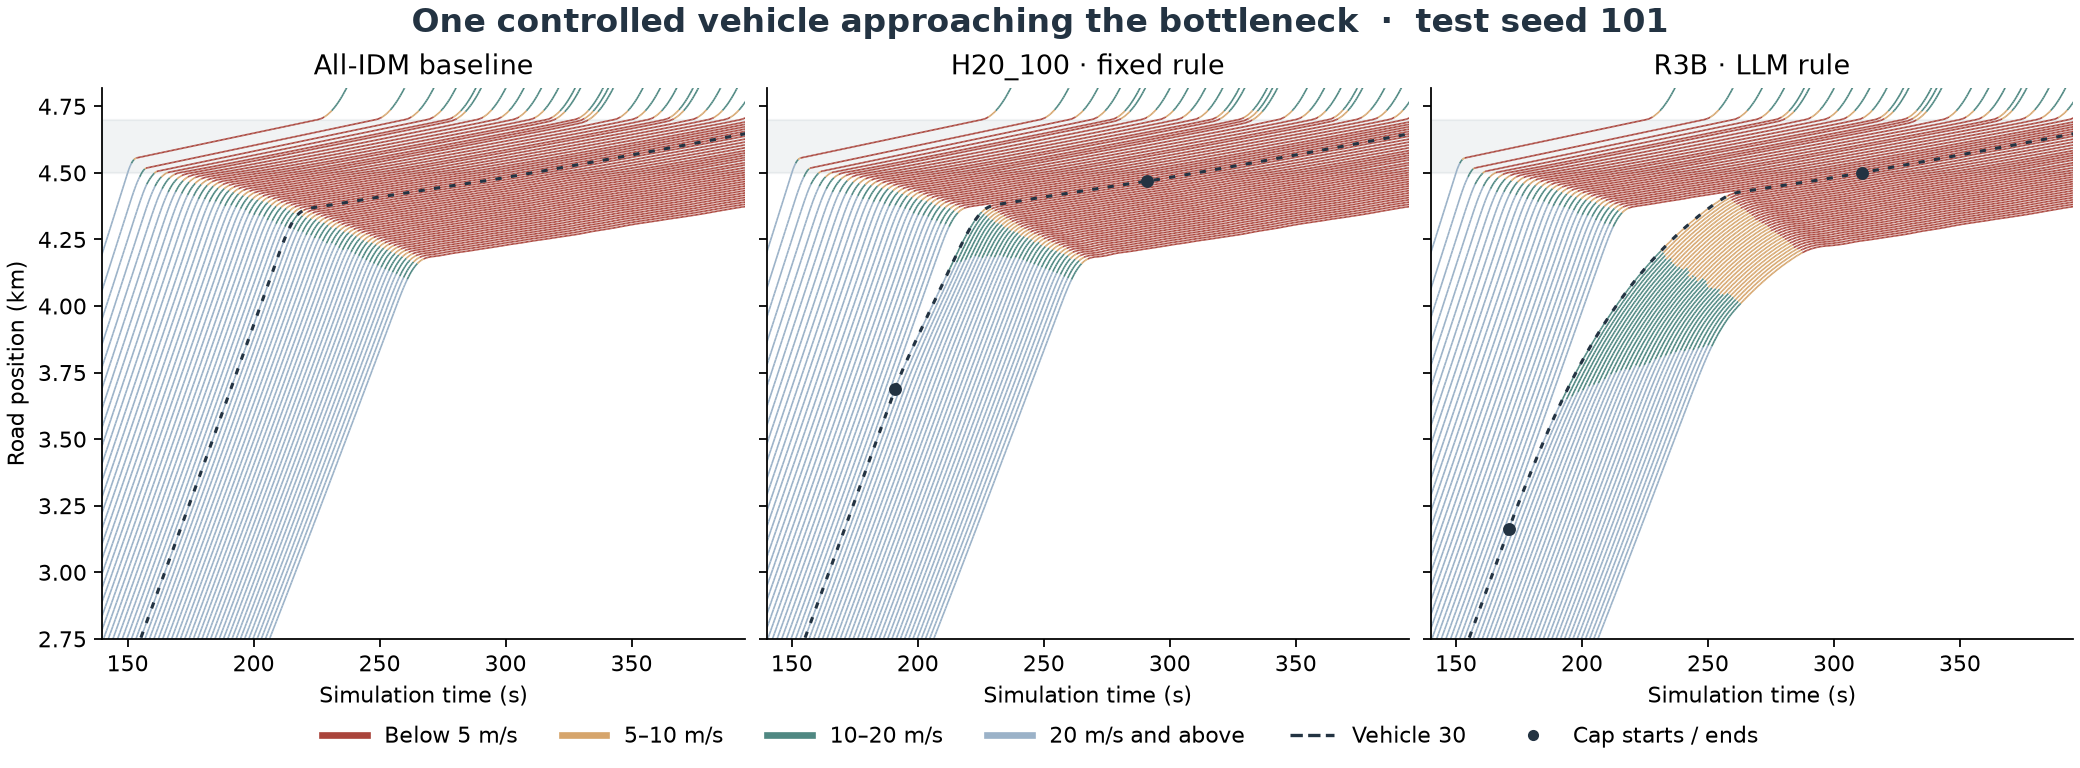 One controlled vehicle approaching the bottleneck · test seed 101
All-IDM baseline
H20_100 · fixed rule
R3B · LLM rule
Road position (km)
4.75
4.50
4.25
4.00
3.75
3.50
3.25
3.00
2.75
150 200 250 300 350
150 200 250 300 350
150 200 250 300 350
Simulation time (s)
Simulation time (s)
Simulation time (s)
Below 5 m/s
5–10 m/s
10–20 m/s
20 m/s and above
Vehicle 30
Cap starts / ends